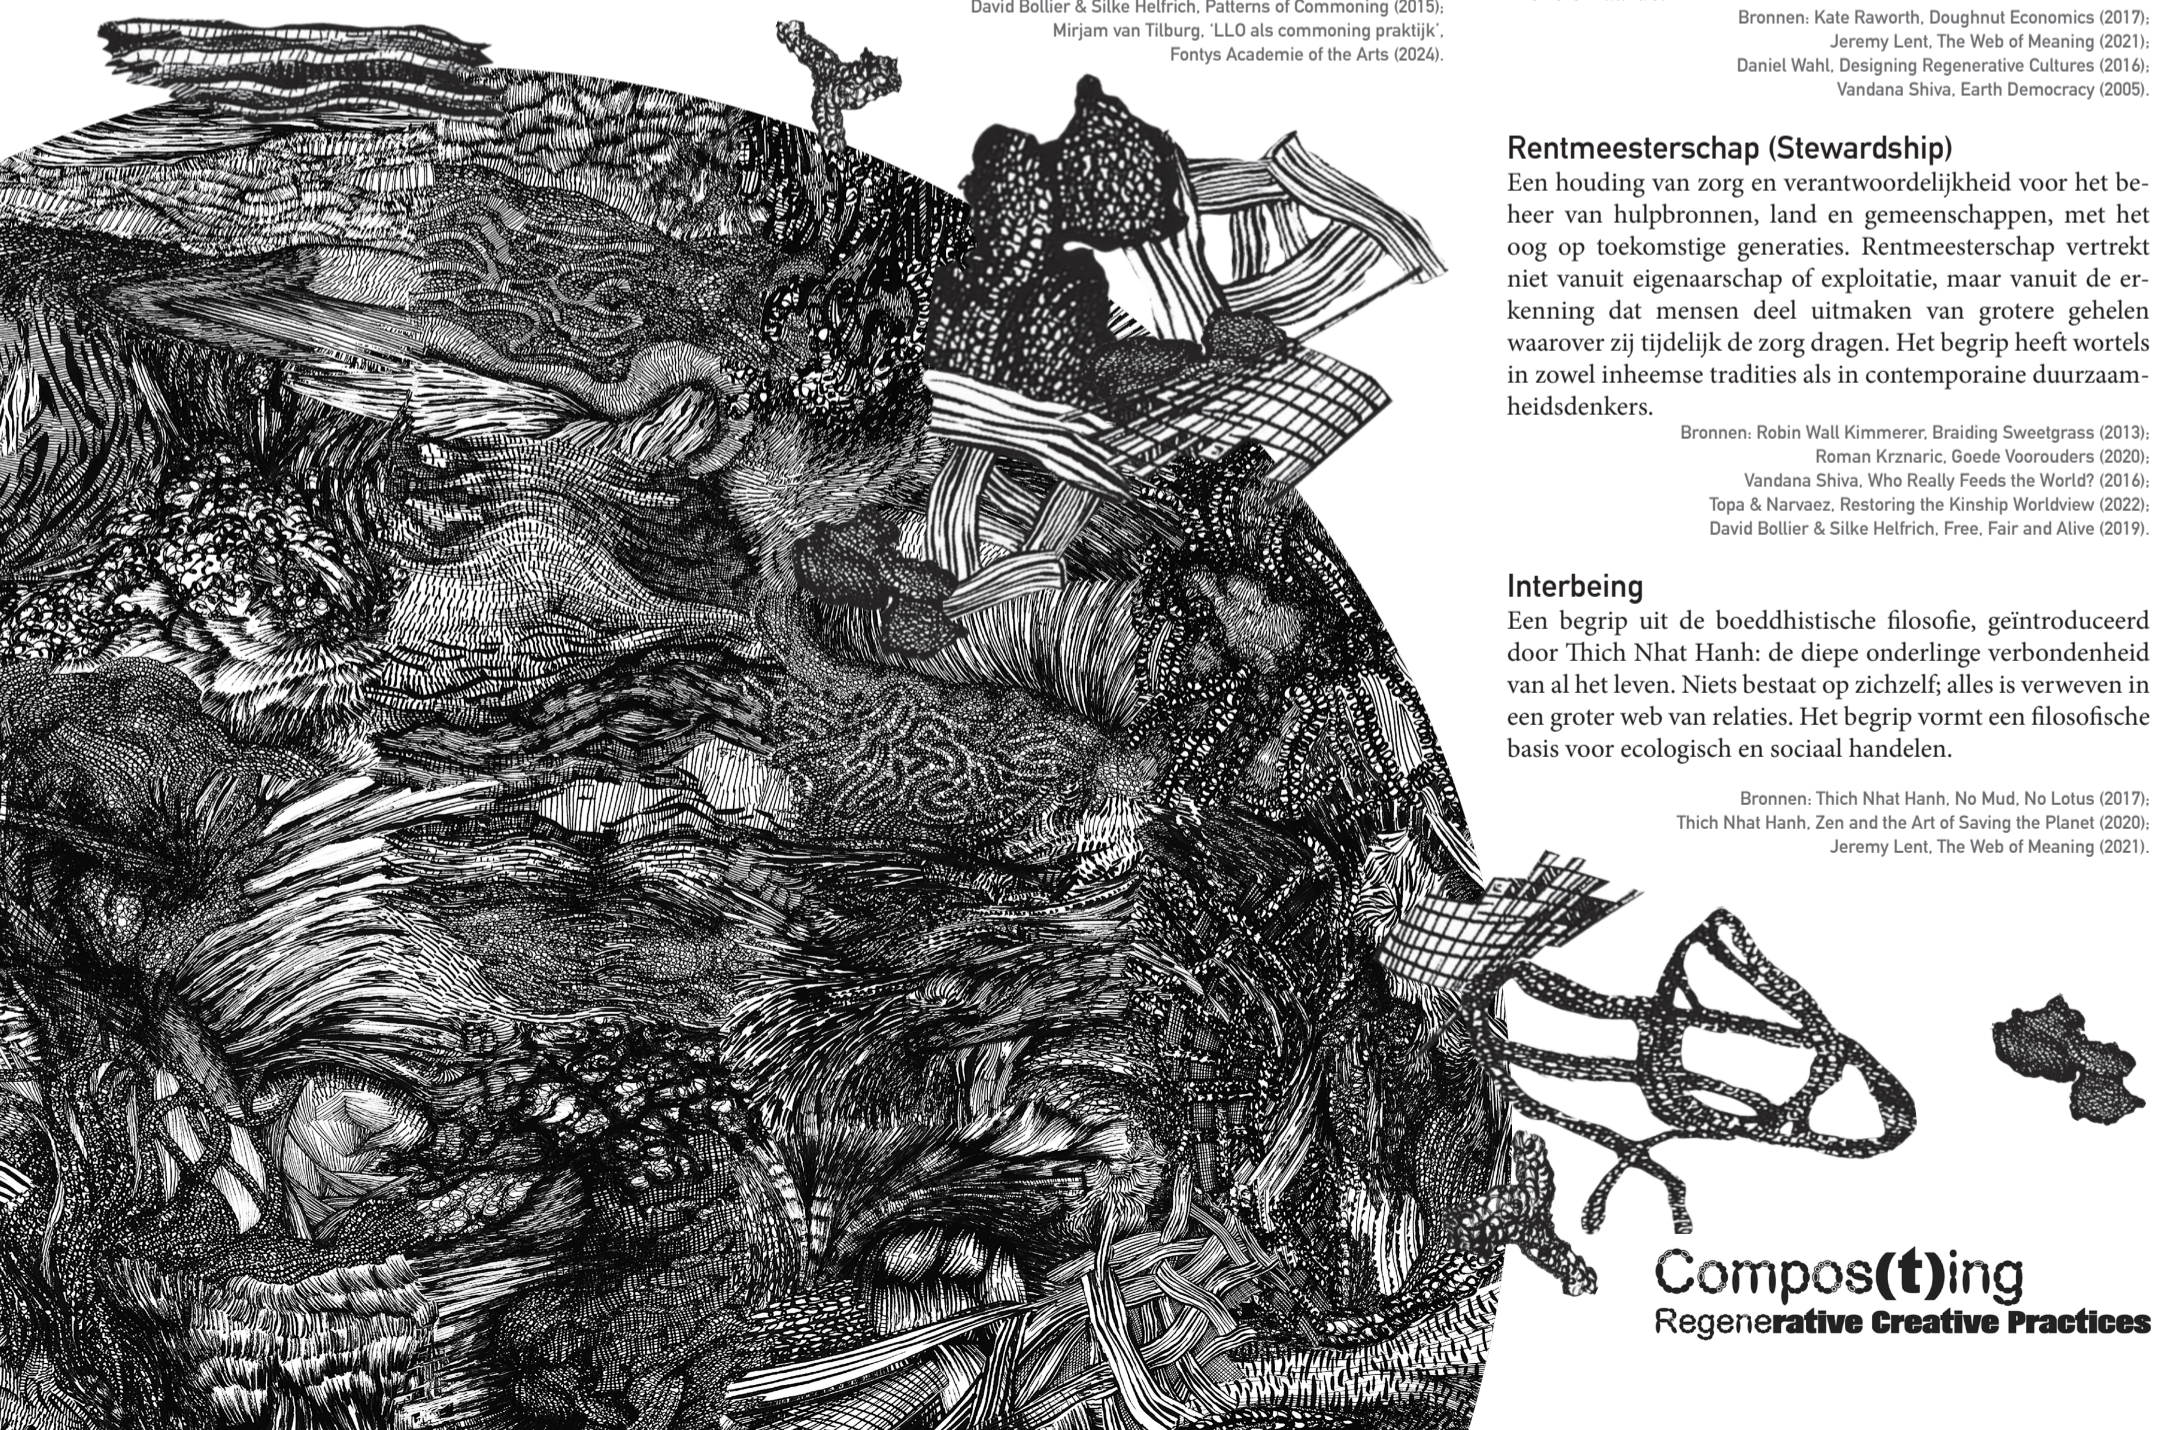 David Bollier & Silke Helfrich, Patterns of Commoning (2015);
Mirjam van Tilburg, ‘LLO als commoning praktijk’,
Fontys Academie of the Arts (2024).
Bronnen: Kate Raworth, Doughnut Economics (2017);
Jeremy Lent, The Web of Meaning (2021);
Daniel Wahl, Designing Regenerative Cultures (2016);
Vandana Shiva, Earth Democracy (2005).
Rentmeesterschap (Stewardship)
Een houding van zorg en verantwoordelijkheid voor het be-
heer van hulpbronnen, land en gemeenschappen, met het
oog op toekomstige generaties. Rentmeesterschap vertrekt
niet vanuit eigenaarschap of exploitatie, maar vanuit de er-
kenning dat mensen deel uitmaken van grotere gehelen
waarover zij tijdelijk de zorg dragen. Het begrip heeft wortels
in zowel inheemse tradities als in contemporaine duurzaam-
heidsdenkers.
Bronnen: Robin Wall Kimmerer, Braiding Sweetgrass (2013);
Roman Krznaric, Goede Voorouders (2020);
Vandana Shiva, Who Really Feeds the World? (2016);
Topa & Narvaez, Restoring the Kinship Worldview (2022);
David Bollier & Silke Helfrich, Free, Fair and Alive (2019).
Interbeing
Een begrip uit de boeddhistische filosofie, geïntroduceerd
door Thich Nhat Hanh: de diepe onderlinge verbondenheid
van al het leven. Niets bestaat op zichzelf; alles is verweven in
een groter web van relaties. Het begrip vormt een filosofische
basis voor ecologisch en sociaal handelen.
Bronnen: Thich Nhat Hanh, No Mud, No Lotus (2017);
Thich Nhat Hanh, Zen and the Art of Saving the Planet (2020);
Jeremy Lent, The Web of Meaning (2021).
Compos(t)ing
Regenerative Creative Practices